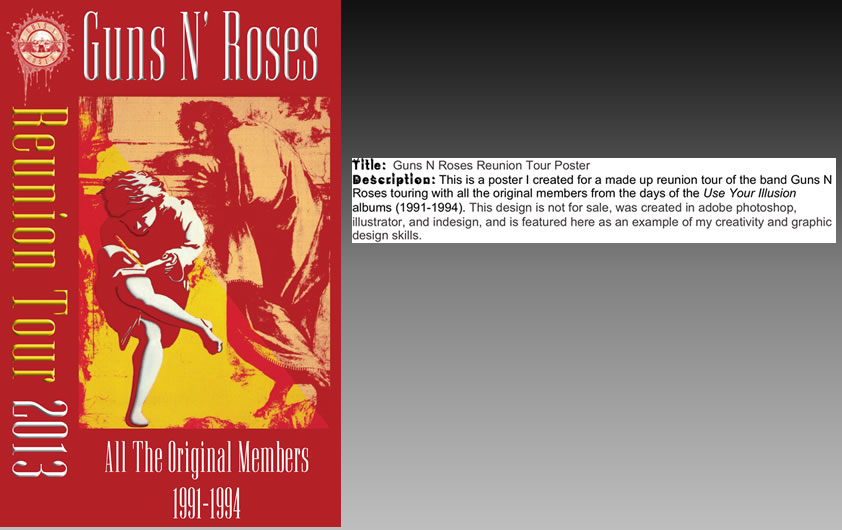 Guns N' Roses
Reunion Tour 2013
All The Original Members
1991-1994
Title: Guns N Roses Reunion Tour Poster
Description: This is a poster I created for a made up reunion tour of the band Guns N
Roses touring with all the original members from the days of the Use Your Illusion
albums (1991-1994). This design is not for sale, was created in adobe photoshop,
illustrator, and indesign, and is featured here as an example of my creativity and graphic
design skills.